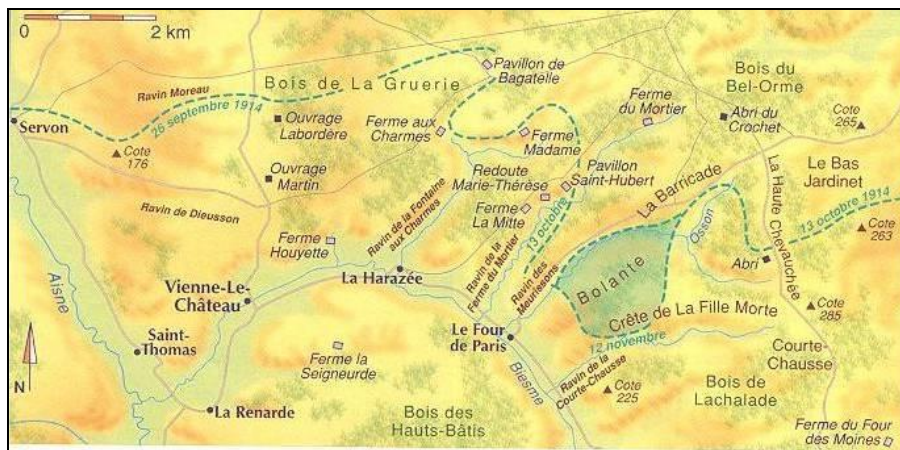 0 2 km
Pavillon de
Bagatelle
Bois de La Gruerie
Ravin Moreau
26 septembre 1914
Servon
Ouvrage
Labordère
Ferme aux
Charmes
Ferme
Madame
Ferme
du Mortier
Bois du
Bel-Orme
Abri du
Crochet
Cote
265
Cote
176
Ouvrage
Martin
Redoute
Marie-Thérèse
Pavillon
Saint-Hubert
La Barricade
Le Bas
Jardinet
La Haute Chevauchée
Ravin de Dieusson
Ravin de la Fontaine
aux Charmes
Ferme
La Mitte
13 octobre
13 octobre 1914
Cote
263
Osson
Ferme
Houyette
La Harazée
Ravin de la
Ferme du Mortier
Ravin des
Meurissons
Bolante
Abri
Aisne
Vienne-Le-
Château
Crête de La Fille Morte
Cote
285
Saint-
Thomas
Ferme la
Seigneurde
Le Four
de Paris
12 novembre
Courte-
Chausse
N
Biesme
Ravin de la
Courte-Chausse
Cote
225
Bois de
Lachalade
La Renarde
Bois des
Hauts-Bâtis
Ferme du Four
des Moines